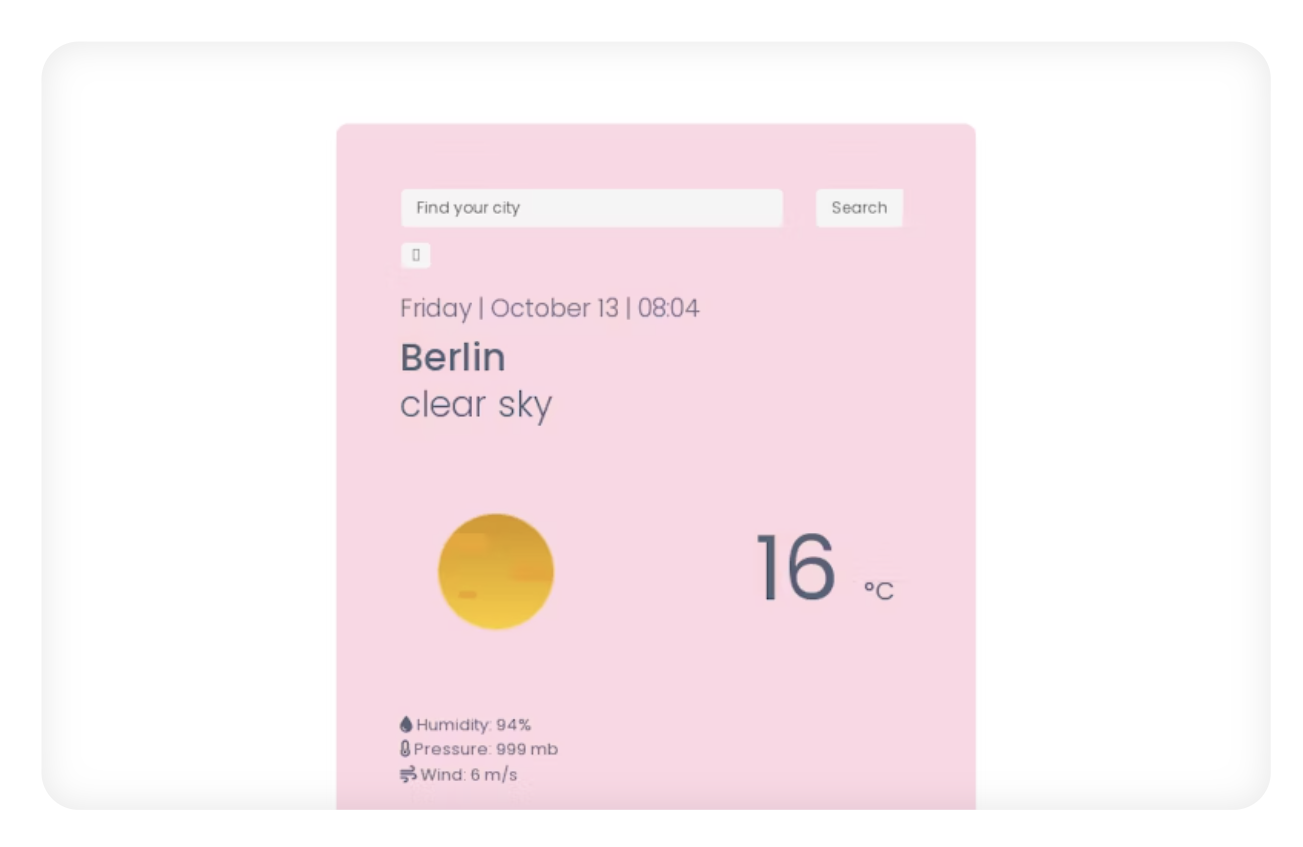 Find your city
Search
Friday | October 13 | 08:04
Berlin
clear sky
16 °C
Humidity: 94%
Pressure: 999 mb
Wind: 6 m/s